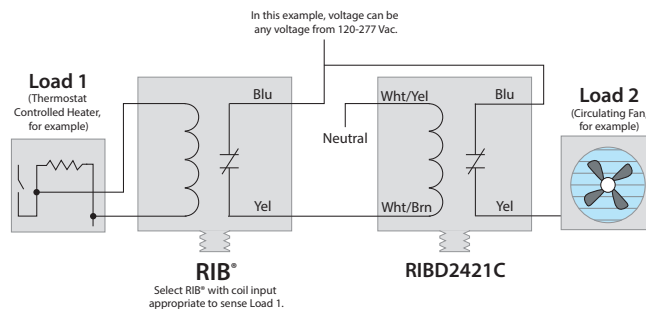 In this example, voltage can be
any voltage from 120-277 Vac.
Load 1
(Thermostat
Controlled Heater,
for example)
Blu
Yel
RIB®
Select RIB® with coil input
appropriate to sense Load 1.
Wht/Yel
Neutral
Wht/Brn
Blu
Yel
RIBD2421C
Load 2
(Circulating Fan,
for example)